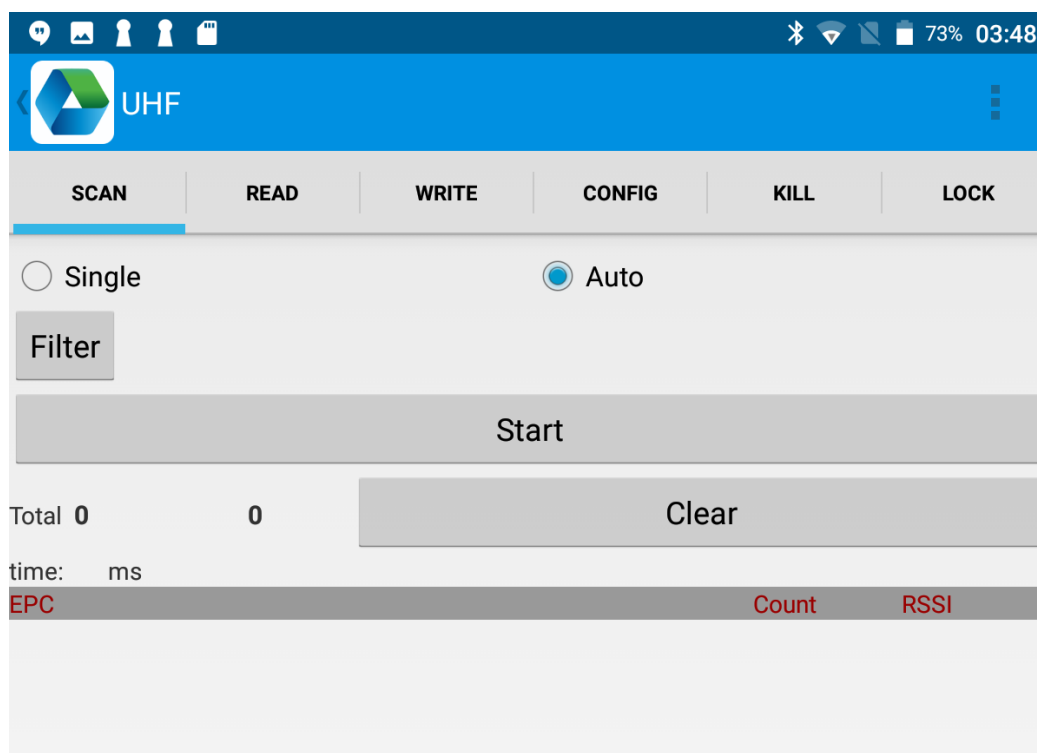 73% 03:48
UHF
SCAN READ WRITE CONFIG KILL LOCK
Single Auto
Filter
Start
Total 0 0 Clear
time: ms
EPC Count RSSI